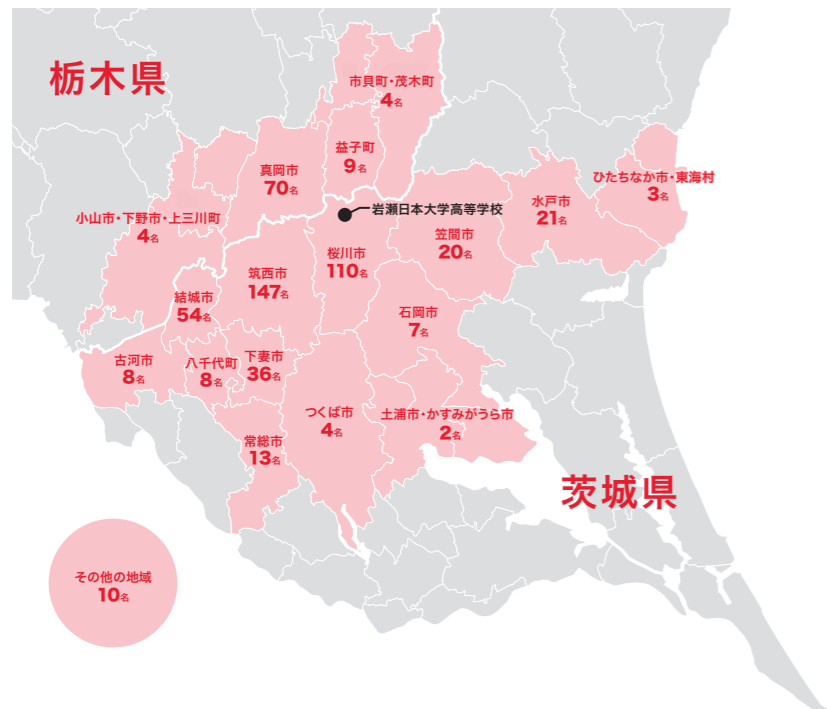 栃木県
市貝町・茂木町
4名
益子町
9名
真岡市
70名
ひたちなか市・東海村
3名
水戸市
21名
岩瀬日本大学高等学校
小山市・下野市・上三川町
4名
笠間市
20名
桜川市
110名
筑西市
147名
結城市
54名
石岡市
7名
古河市
8名
八千代町
8名
下妻市
36名
つくば市
4名
土浦市・かすみがうら市
2名
常総市
13名
茨城県
その他の地域
10名